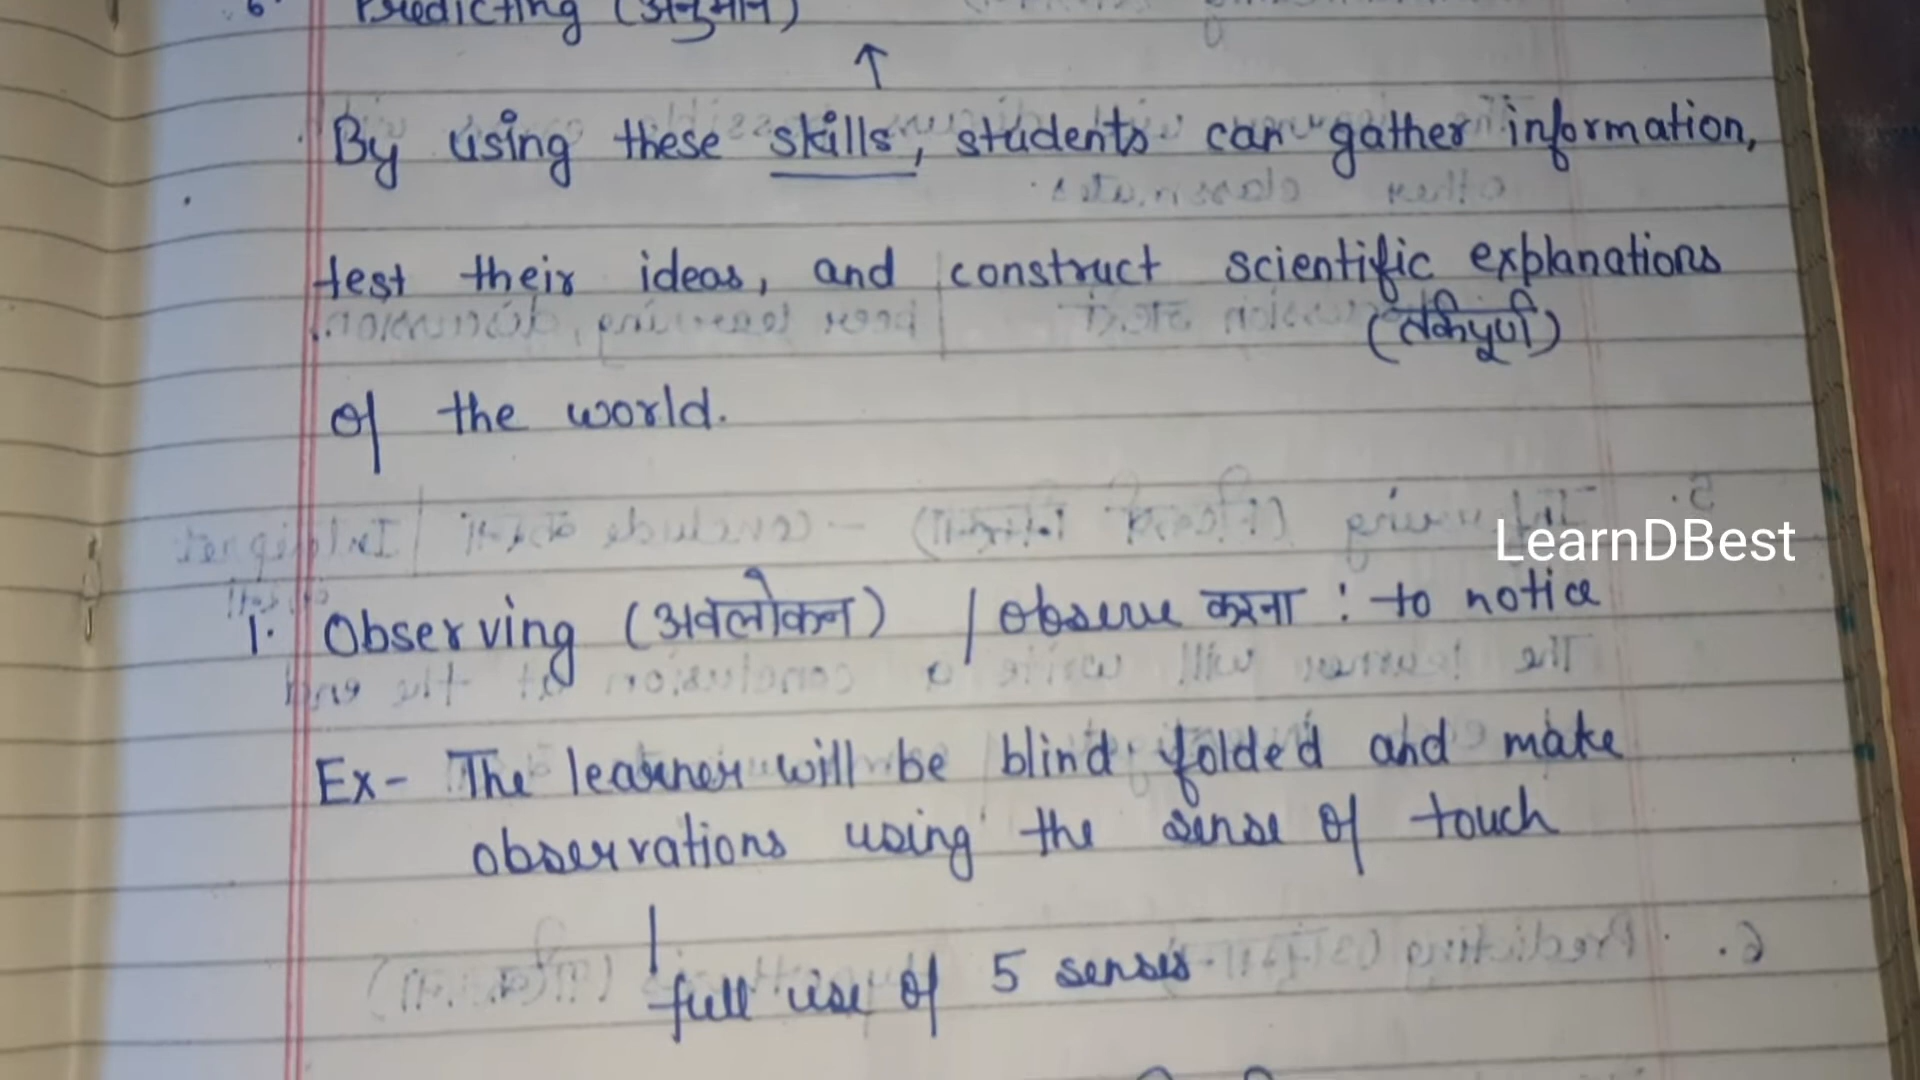 6. Predicting (अनुमान)
↑
By using these skills, students can gather information,
test their ideas, and construct scientific explanations
(तर्कपूर्ण)
of the world.
LearnDBest
1. Observing (अवलोकन) / observe करना : to notice
Ex- The learner will be blind folded and make
observations using the sense of touch
full use of 5 senses